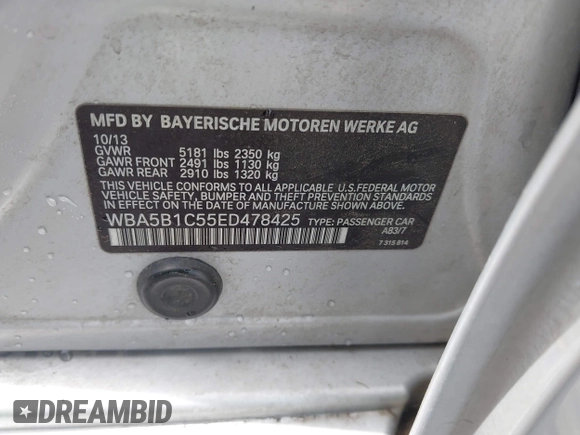 MFD BY BAYERISCHE MOTOREN WERKE AG
10/13
GVWR 5181 lbs 2350 kg
GAWR FRONT 2491 lbs 1130 kg
GAWR REAR 2910 lbs 1320 kg
THIS VEHICLE CONFORMS TO ALL APPLICABLE U.S.FEDERAL MOTOR
VEHICLE SAFETY, BUMPER AND THEFT PREVENTION STANDARDS
IN EFFECT ON THE DATE OF MANUFACTURE SHOWN ABOVE.
WBA5B1C55ED478425 TYPE: PASSENGER CAR
A83/7
7 315 814
DREAMBID